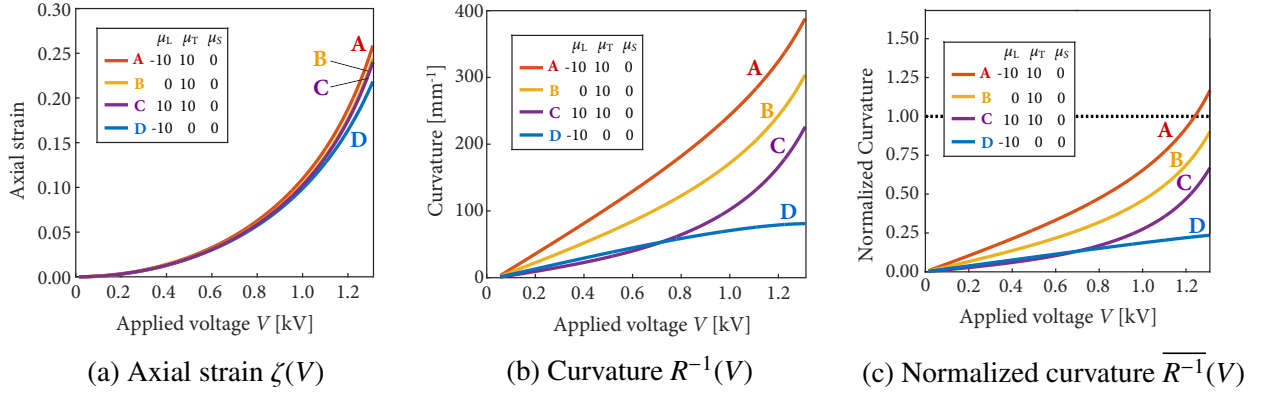 0.30
0.25
0.20
0.15
0.10
0.05
0.00
Axial strain
μL μT μS
A -10 10 0
B 0 10 0
C 10 10 0
D -10 0 0
A
B
C
D
0 0.2 0.4 0.6 0.8 1.0 1.2
Applied voltage V [kV]
(a) Axial strain ζ(V)
400
300
200
100
0
Curvature [mm⁻¹]
μL μT μS
A -10 10 0
B 0 10 0
C 10 10 0
D -10 0 0
A
B
C
D
0 0.2 0.4 0.6 0.8 1.0 1.2
Applied voltage V [kV]
(b) Curvature R⁻¹(V)
1.50
1.25
1.00
0.75
0.50
0.25
0.00
Normalized Curvature
μL μT μS
A -10 10 0
B 0 10 0
C 10 10 0
D -10 0 0
A
B
C
D
0 0.2 0.4 0.6 0.8 1.0 1.2
Applied voltage V [kV]
(c) Normalized curvature R⁻¹(V)